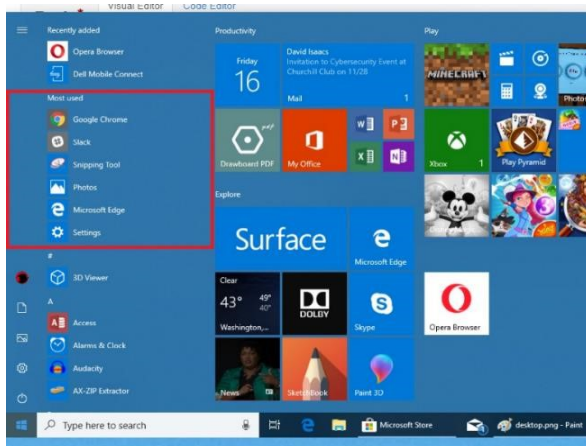 Visual Editor
Code Editor
Recently added
Opera Browser
Dell Mobile Connect
Most used
Google Chrome
Slack
Snipping Tool
Photos
Microsoft Edge
Settings
#
3D Viewer
A
Access
Alarms & Clock
Audacity
AX-ZIP Extractor
Productivity
Friday
16
David Isaacs
Invitation to Cybersecurity Event at
Churchill Club on 11/28
Mail 1
Drawboard PDF
My Office
Explore
Surface
Microsoft Edge
Clear
43° 49°
40°
Washington,...
DOLBY
Skype
News
SketchBook
Paint 3D
Play
MINECRAFT
Photo
Xbox 1
Play Pyramid
Opera Browser
Type here to search
Microsoft Store
desktop.png - Paint